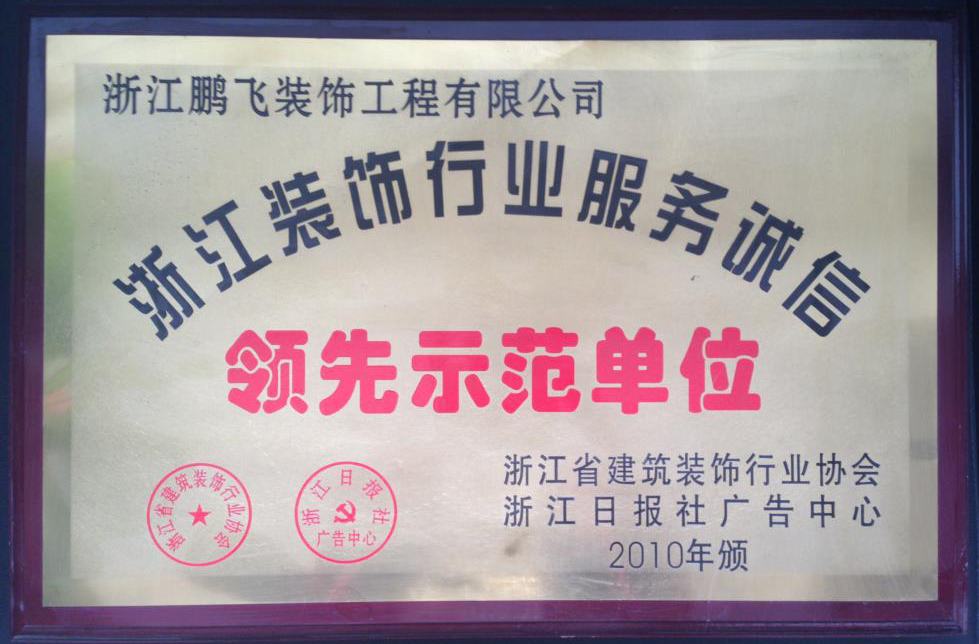 浙江鹏飞装饰工程有限公司
浙江装饰行业服务诚信
领先示范单位
浙江省建筑装饰行业协会
浙江日报社
广告中心
浙江省建筑装饰行业协会
浙江日报社广告中心
2010年颁